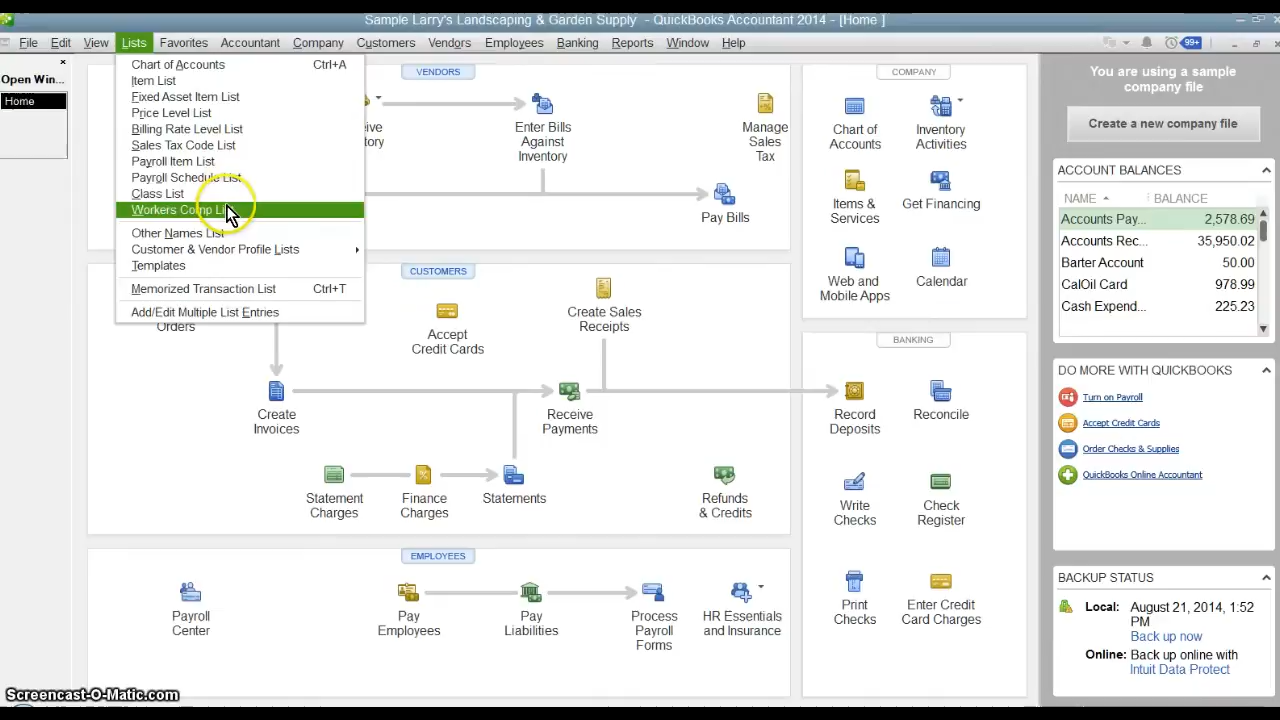 Sample Larry's Landscaping & Garden Supply - QuickBooks Accountant 2014 - [Home ]
File Edit View Lists Favorites Accountant Company Customers Vendors Employees Banking Reports Window Help
99+
Open Win...
Home
Chart of Accounts Ctrl+A
Item List
Fixed Asset Item List
Price Level List
Billing Rate Level List
Sales Tax Code List
Payroll Item List
Payroll Schedule List
Class List
Workers Comp
Other Names List
Customer & Vendor Profile Lists
Templates
Memorized Transaction List Ctrl+T
Add/Edit Multiple List Entries
VENDORS
Enter Bills
Against
Inventory
Manage
Sales
Tax
Pay Bills
CUSTOMERS
Orders
Accept
Credit Cards
Create Sales
Receipts
Create
Invoices
Receive
Payments
Statement
Charges
Finance
Charges
Statements
Refunds
& Credits
EMPLOYEES
Payroll
Center
Pay
Employees
Pay
Liabilities
Process
Payroll
Forms
HR Essentials
and Insurance
COMPANY
Chart of
Accounts
Inventory
Activities
Items &
Services
Get Financing
Web and
Mobile Apps
Calendar
BANKING
Record
Deposits
Reconcile
Write
Checks
Check
Register
Print
Checks
Enter Credit
Card Charges
You are using a sample
company file
Create a new company file
ACCOUNT BALANCES
NAME BALANCE
Accounts Pay... 2,578.69
Accounts Rec... 35,950.02
Barter Account 50.00
CalOil Card 978.99
Cash Expend... 225.23
DO MORE WITH QUICKBOOKS
Turn on Payroll
Accept Credit Cards
Order Checks & Supplies
QuickBooks Online Accountant
BACKUP STATUS
Local: August 21, 2014, 1:52
PM
Back up now
Online: Back up online with
Intuit Data Protect
Screencast-O-Matic.com